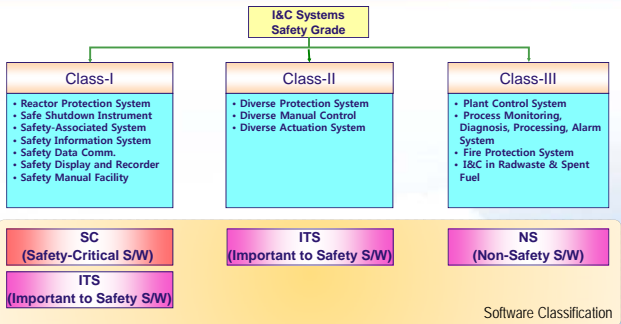 I&C Systems
Safety Grade
Class-I
• Reactor Protection System
• Safe Shutdown Instrument
• Safety-Associated System
• Safety Information System
• Safety Data Comm.
• Safety Display and Recorder
• Safety Manual Facility
Class-II
• Diverse Protection System
• Diverse Manual Control
• Diverse Actuation System
Class-III
• Plant Control System
• Process Monitoring,
Diagnosis, Processing, Alarm
System
• Fire Protection System
• I&C in Radwaste & Spent
Fuel
SC
(Safety-Critical S/W)
ITS
(Important to Safety S/W)
ITS
(Important to Safety S/W)
NS
(Non-Safety S/W)
Software Classification